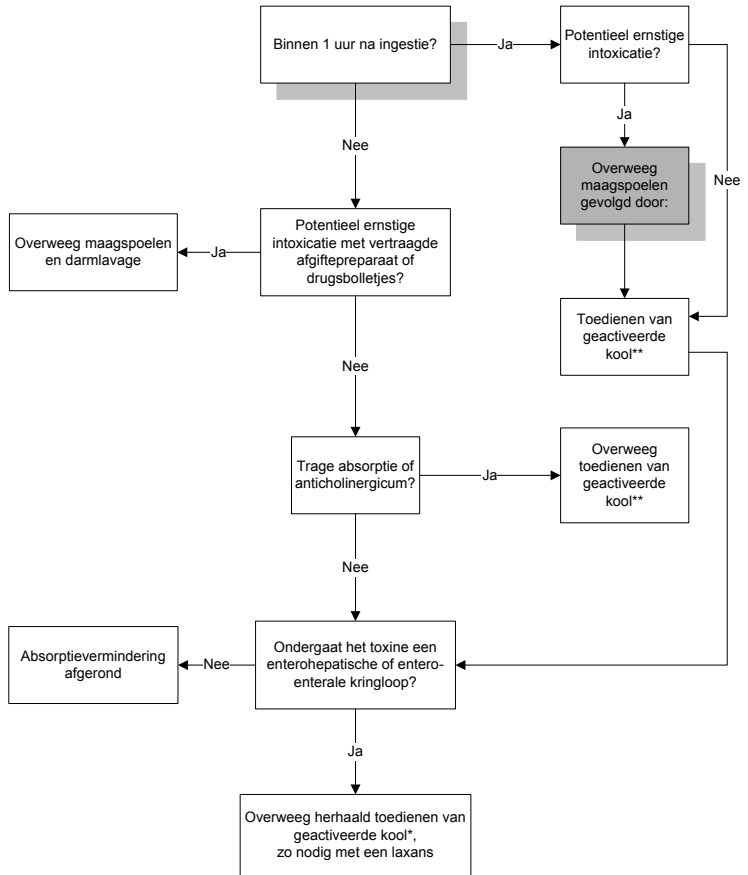 Binnen 1 uur na ingestie?
Ja
Potentieel ernstige
intoxicatie?
Ja
Nee
Nee
Overweeg
maagspoelen
gevolgd door:
Overweeg maagspoelen
en darmlavage
Ja
Potentieel ernstige
intoxicatie met vertraagde
afgiftepreparaat of
drugsbolletjes?
Toedienen van
geactiveerde
kool**
Nee
Trage absorptie of
anticholinergicum?
Ja
Overweeg
toedienen van
geactiveerde
kool**
Nee
Absorptievermindering
afgerond
Nee
Ondergaat het toxine een
enterohepatische of entero-
enterale kringloop?
Ja
Overweeg herhaald toedienen van
geactiveerde kool*,
zo nodig met een laxans